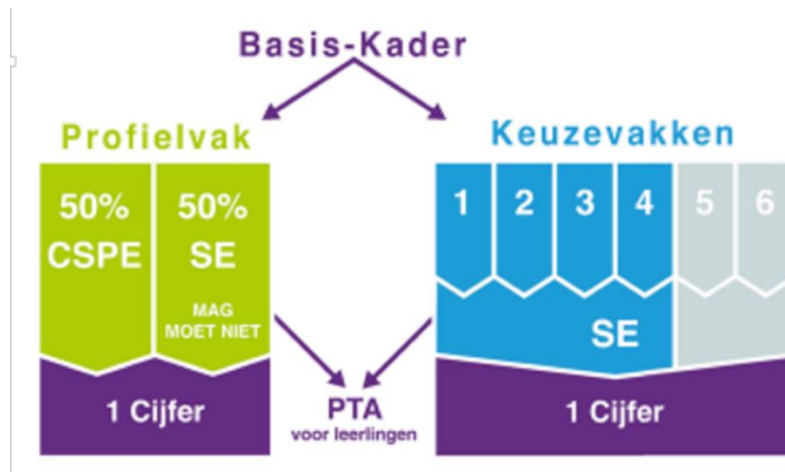 Basis-Kader
Profielvak
Keuzevakken
50%
CSPE
50%
SE
MAG
MOET NIET
1 Cijfer
PTA
voor leerlingen
1 2 3 4 5 6
SE
1 Cijfer